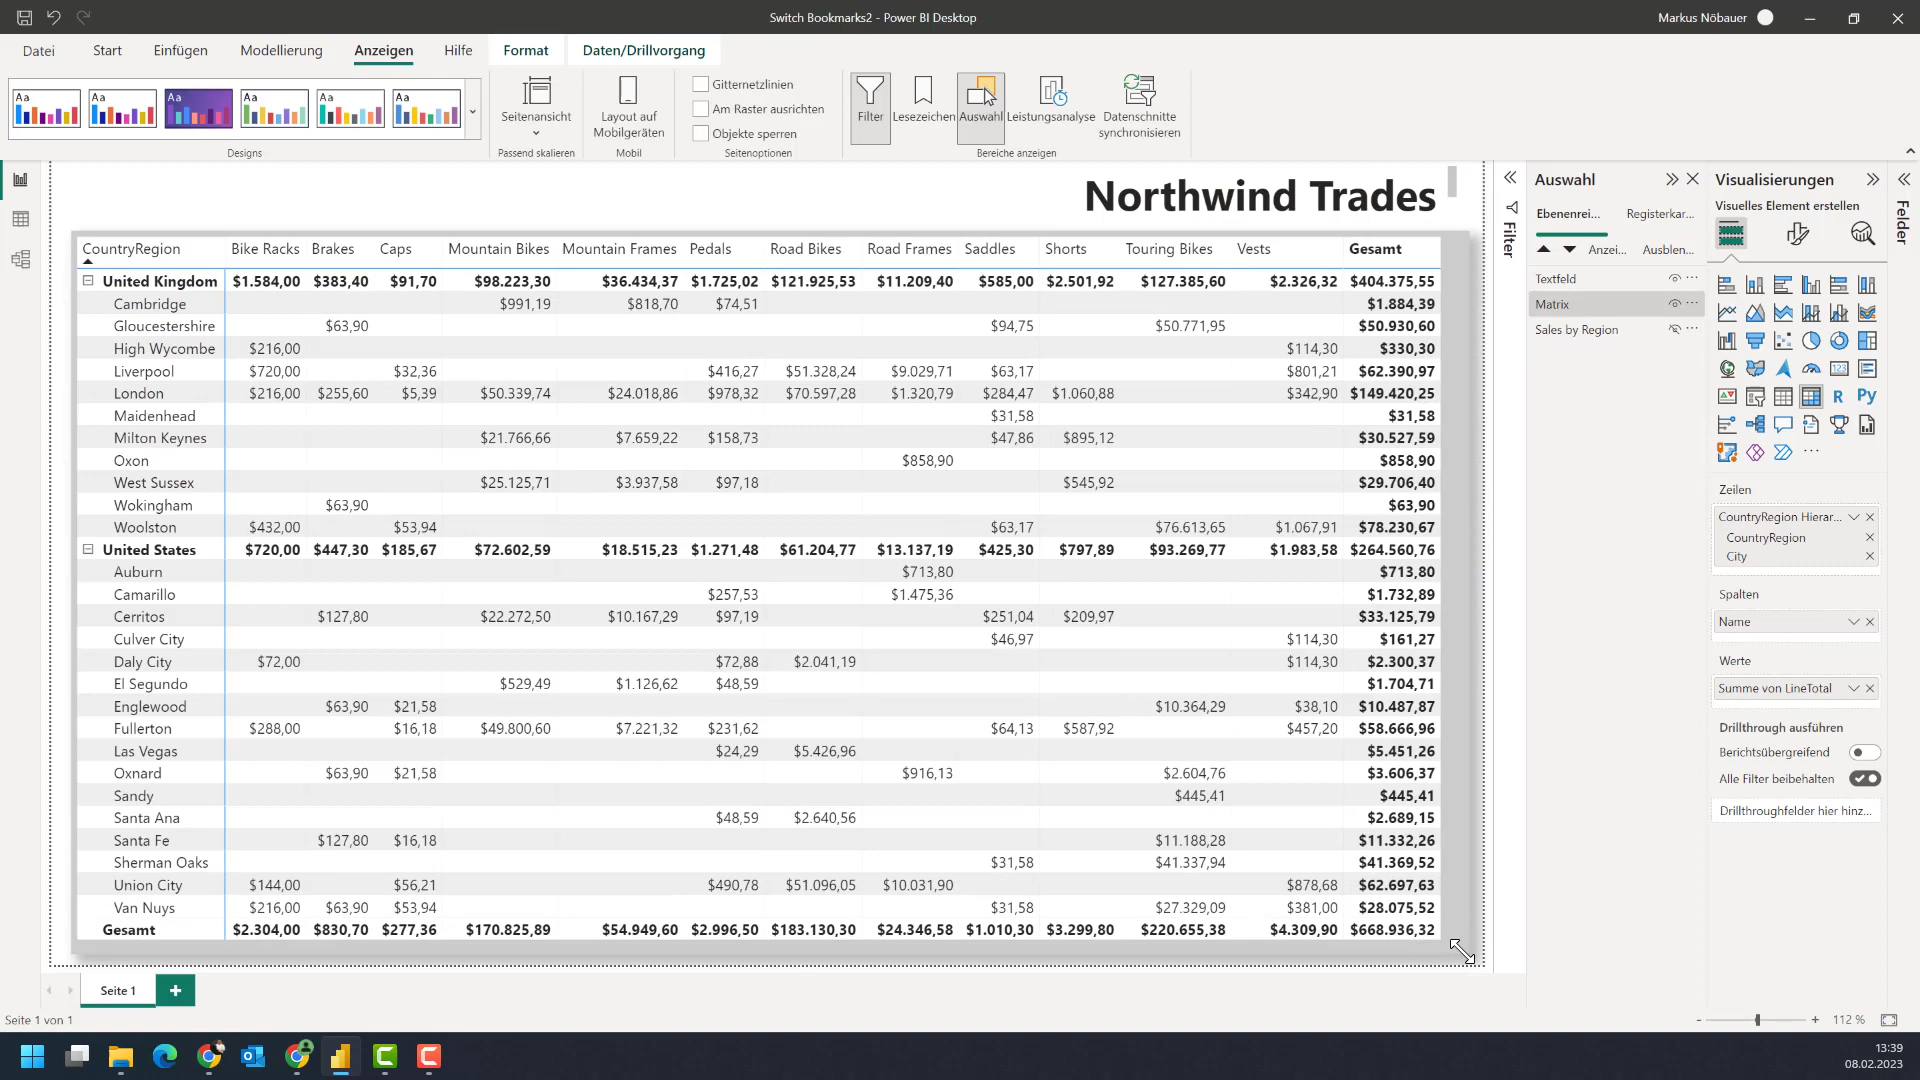 Switch Bookmarks2 - Power BI Desktop
Markus Nöbauer
Datei Start Einfügen Modellierung Anzeigen Hilfe Format Daten/Drillvorgang
Aa Aa Aa Aa Aa Aa
Designs
Seitenansicht
Passend skalieren
Layout auf
Mobilgeräten
Mobil
Gitternetzlinien
Am Raster ausrichten
Objekte sperren
Seitenoptionen
Filter Lesezeichen Auswahl Leistungsanalyse Datenschnitte
synchronisieren
Bereiche anzeigen
Northwind Trades
CountryRegion Bike Racks Brakes Caps Mountain Bikes Mountain Frames Pedals Road Bikes Road Frames Saddles Shorts Touring Bikes Vests Gesamt
United Kingdom $1.584,00 $383,40 $91,70 $98.223,30 $36.434,37 $1.725,02 $121.925,53 $11.209,40 $585,00 $2.501,92 $127.385,60 $2.326,32 $404.375,55
Cambridge $991,19 $818,70 $74,51 $1.884,39
Gloucestershire $63,90 $94,75 $50.771,95 $50.930,60
High Wycombe $216,00 $114,30 $330,30
Liverpool $720,00 $32,36 $416,27 $51.328,24 $9.029,71 $63,17 $801,21 $62.390,97
London $216,00 $255,60 $5,39 $50.339,74 $24.018,86 $978,32 $70.597,28 $1.320,79 $284,47 $1.060,88 $342,90 $149.420,25
Maidenhead $31,58 $31,58
Milton Keynes $21.766,66 $7.659,22 $158,73 $47,86 $895,12 $30.527,59
Oxon $858,90 $858,90
West Sussex $25.125,71 $3.937,58 $97,18 $545,92 $29.706,40
Wokingham $63,90 $63,90
Woolston $432,00 $53,94 $63,17 $76.613,65 $1.067,91 $78.230,67
United States $720,00 $447,30 $185,67 $72.602,59 $18.515,23 $1.271,48 $61.204,77 $13.137,19 $425,30 $797,89 $93.269,77 $1.983,58 $264.560,76
Auburn $713,80 $713,80
Camarillo $257,53 $1.475,36 $1.732,89
Cerritos $127,80 $22.272,50 $10.167,29 $97,19 $251,04 $209,97 $33.125,79
Culver City $46,97 $114,30 $161,27
Daly City $72,00 $72,88 $2.041,19 $114,30 $2.300,37
El Segundo $529,49 $1.126,62 $48,59 $1.704,71
Englewood $63,90 $21,58 $10.364,29 $38,10 $10.487,87
Fullerton $288,00 $16,18 $49.800,60 $7.221,32 $231,62 $64,13 $587,92 $457,20 $58.666,96
Las Vegas $24,29 $5.426,96 $5.451,26
Oxnard $63,90 $21,58 $916,13 $2.604,76 $3.606,37
Sandy $445,41 $445,41
Santa Ana $48,59 $2.640,56 $2.689,15
Santa Fe $127,80 $16,18 $11.188,28 $11.332,26
Sherman Oaks $31,58 $41.337,94 $41.369,52
Union City $144,00 $56,21 $490,78 $51.096,05 $10.031,90 $878,68 $62.697,63
Van Nuys $216,00 $63,90 $53,94 $31,58 $27.329,09 $381,00 $28.075,52
Gesamt $2.304,00 $830,70 $277,36 $170.825,89 $54.949,60 $2.996,50 $183.130,30 $24.346,58 $1.010,30 $3.299,80 $220.655,38 $4.309,90 $668.936,32
Filter
Auswahl
Ebenenrei... Registerkar...
Anzei... Ausblen...
Textfeld
Matrix
Sales by Region
Visualisierungen
Visuelles Element erstellen
123
R Py
Zeilen
CountryRegion Hierar...
CountryRegion
City
Spalten
Name
Werte
Summe von LineTotal
Drillthrough ausführen
Berichtsübergreifend
Alle Filter beibehalten
Drillthroughfelder hier hinz...
Felder
Seite 1
Seite 1 von 1
- + 112 %
13:39
08.02.2023